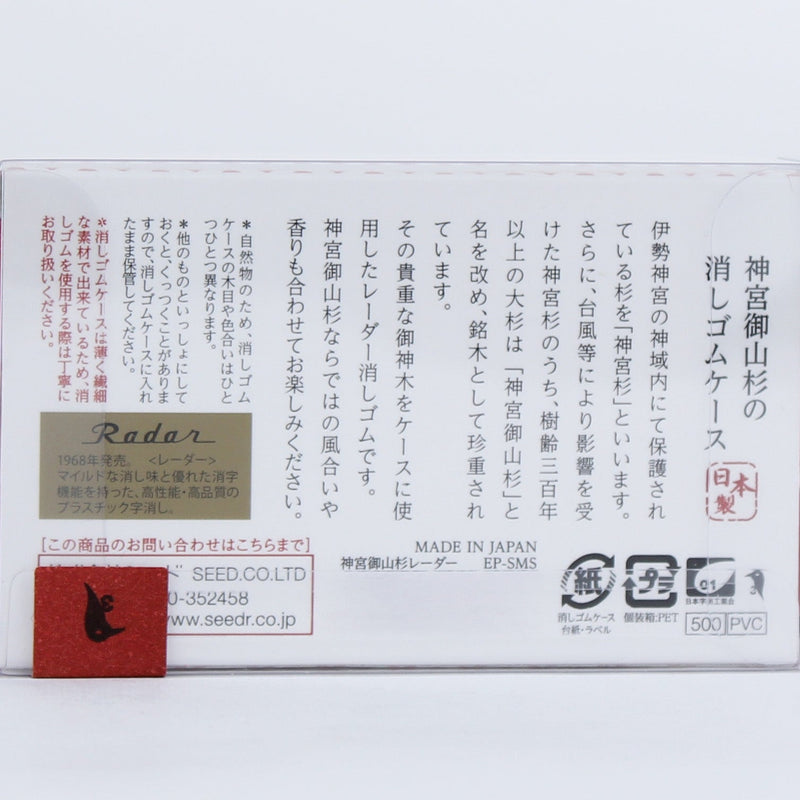 神宮御山杉の
消しゴムケース
日本製
伊勢神宮の神域内にて保護され
ている杉を「神宮杉」といいます。
さらに、台風等により影響を受
けた神宮杉のうち、樹齢三百年
以上の大杉は「神宮御山杉」と
名を改め、銘木として珍重され
ています。
その貴重な御神木をケースに使
用したレーダー消しゴムです。
神宮御山杉ならではの風合いや
香りも合わせてお楽しみください。
*自然物のため、消しゴム
ケースの木目や色合いはひと
つひとつ異なります。
*他のものといっしょにして
おくと、くっつくことがありま
すので、消しゴムケースに入れ
たまま保管してください。
*消しゴムケースは薄く繊細
な素材で出来ているため、消
しゴムを使用する際は丁寧に
お取り扱いください。
Radar
1968年発売。<レーダー>
マイルドな消し味と優れた消字
機能を持った、高性能・高品質の
プラスチック字消し。
[この商品のお問い合わせはこちらまで]
SEED.CO.LTD
0-352458
www.seedr.co.jp
MADE IN JAPAN
神宮御山杉レーダー EP-SMS
紙
消しゴムケース
台紙・ラベル
プラ
個装箱:PET
01
日本字消工業会
500 PVC